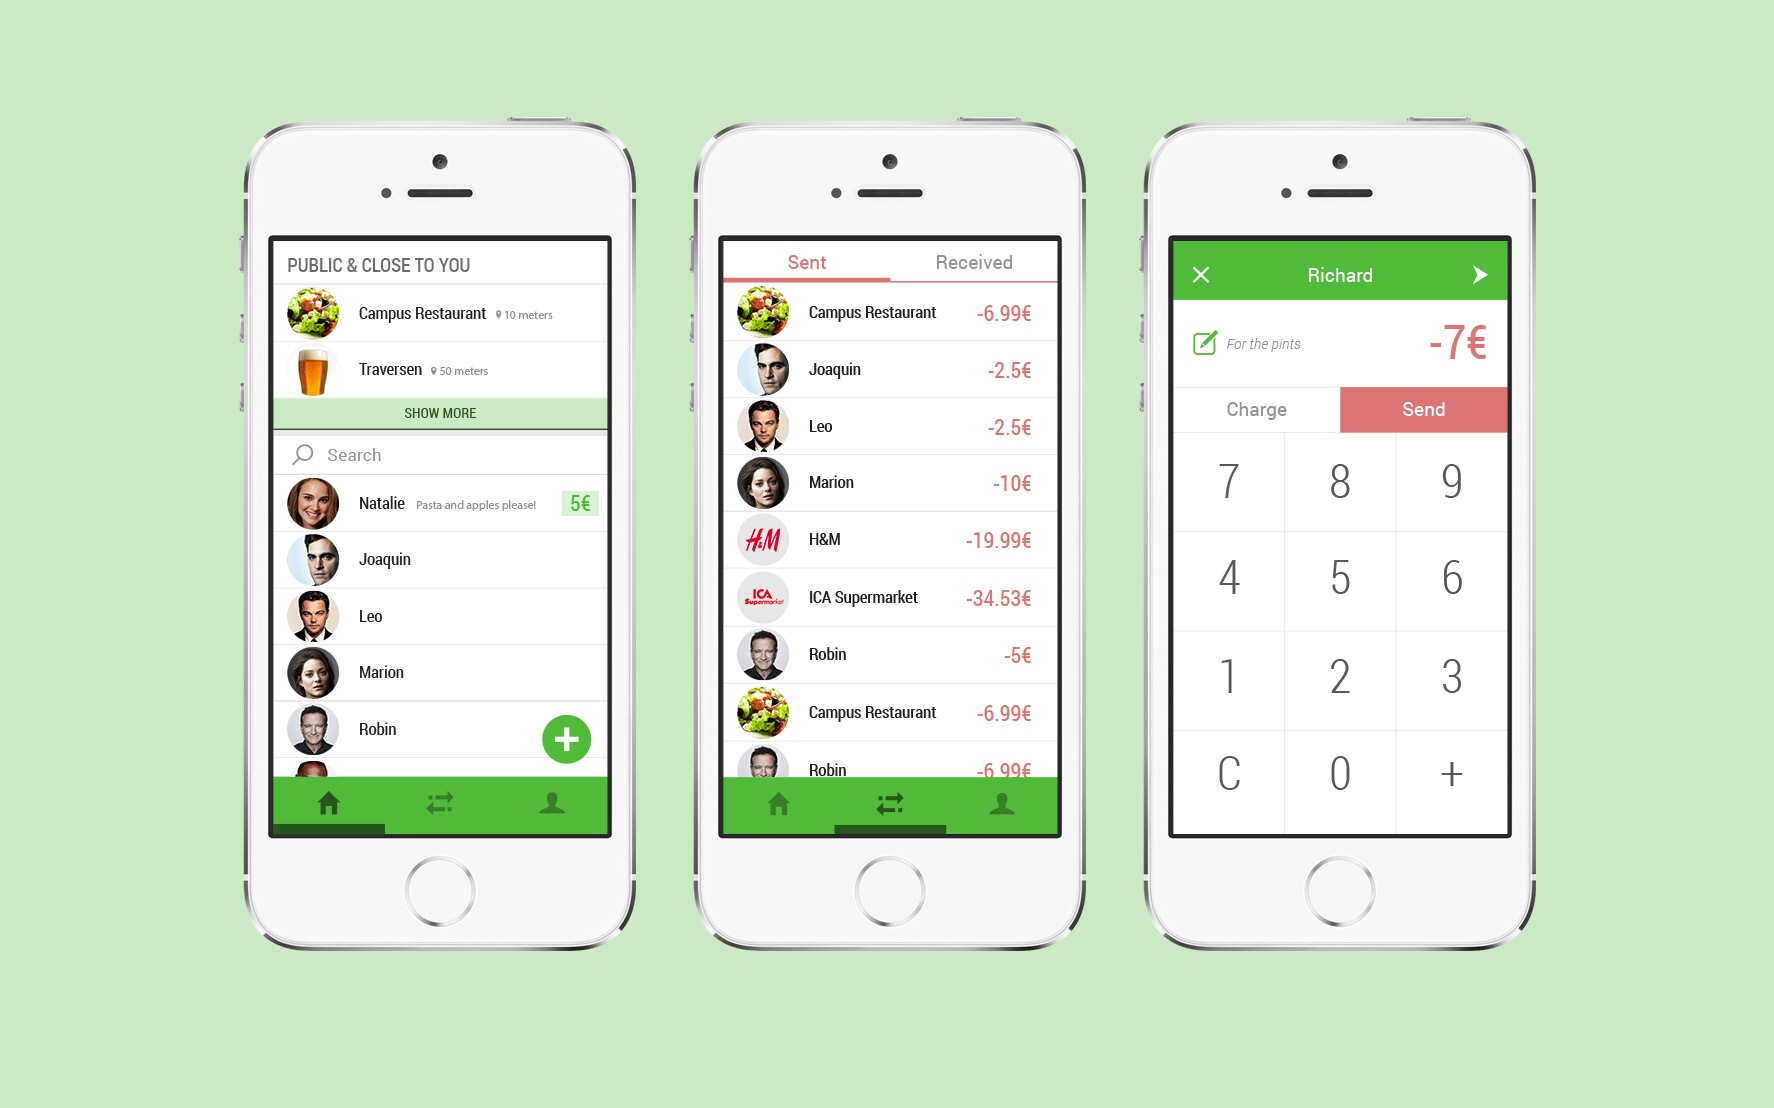 PUBLIC & CLOSE TO YOU
Campus Restaurant 10 meters
Traversen 50 meters
SHOW MORE
Search
Natalie Pasta and apples please! 5€
Joaquin
Leo
Marion
Robin
Sent Received
Campus Restaurant -6.99€
Joaquin -2.5€
Leo -2.5€
Marion -10€
H&M H&M -19.99€
ICA Supermarket ICA Supermarket -34.53€
Robin -5€
Campus Restaurant -6.99€
Robin -6.99€
Richard
For the pints -7€
Charge Send
7 8 9
4 5 6
1 2 3
C 0 +